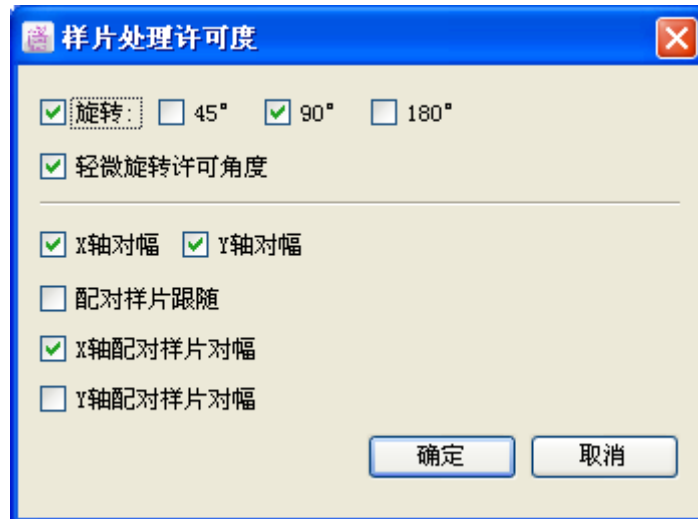 样片处理许可度
旋转: 45° 90° 180°
轻微旋转许可角度
X轴对幅 Y轴对幅
配对样片跟随
X轴配对样片对幅
Y轴配对样片对幅
确定 取消